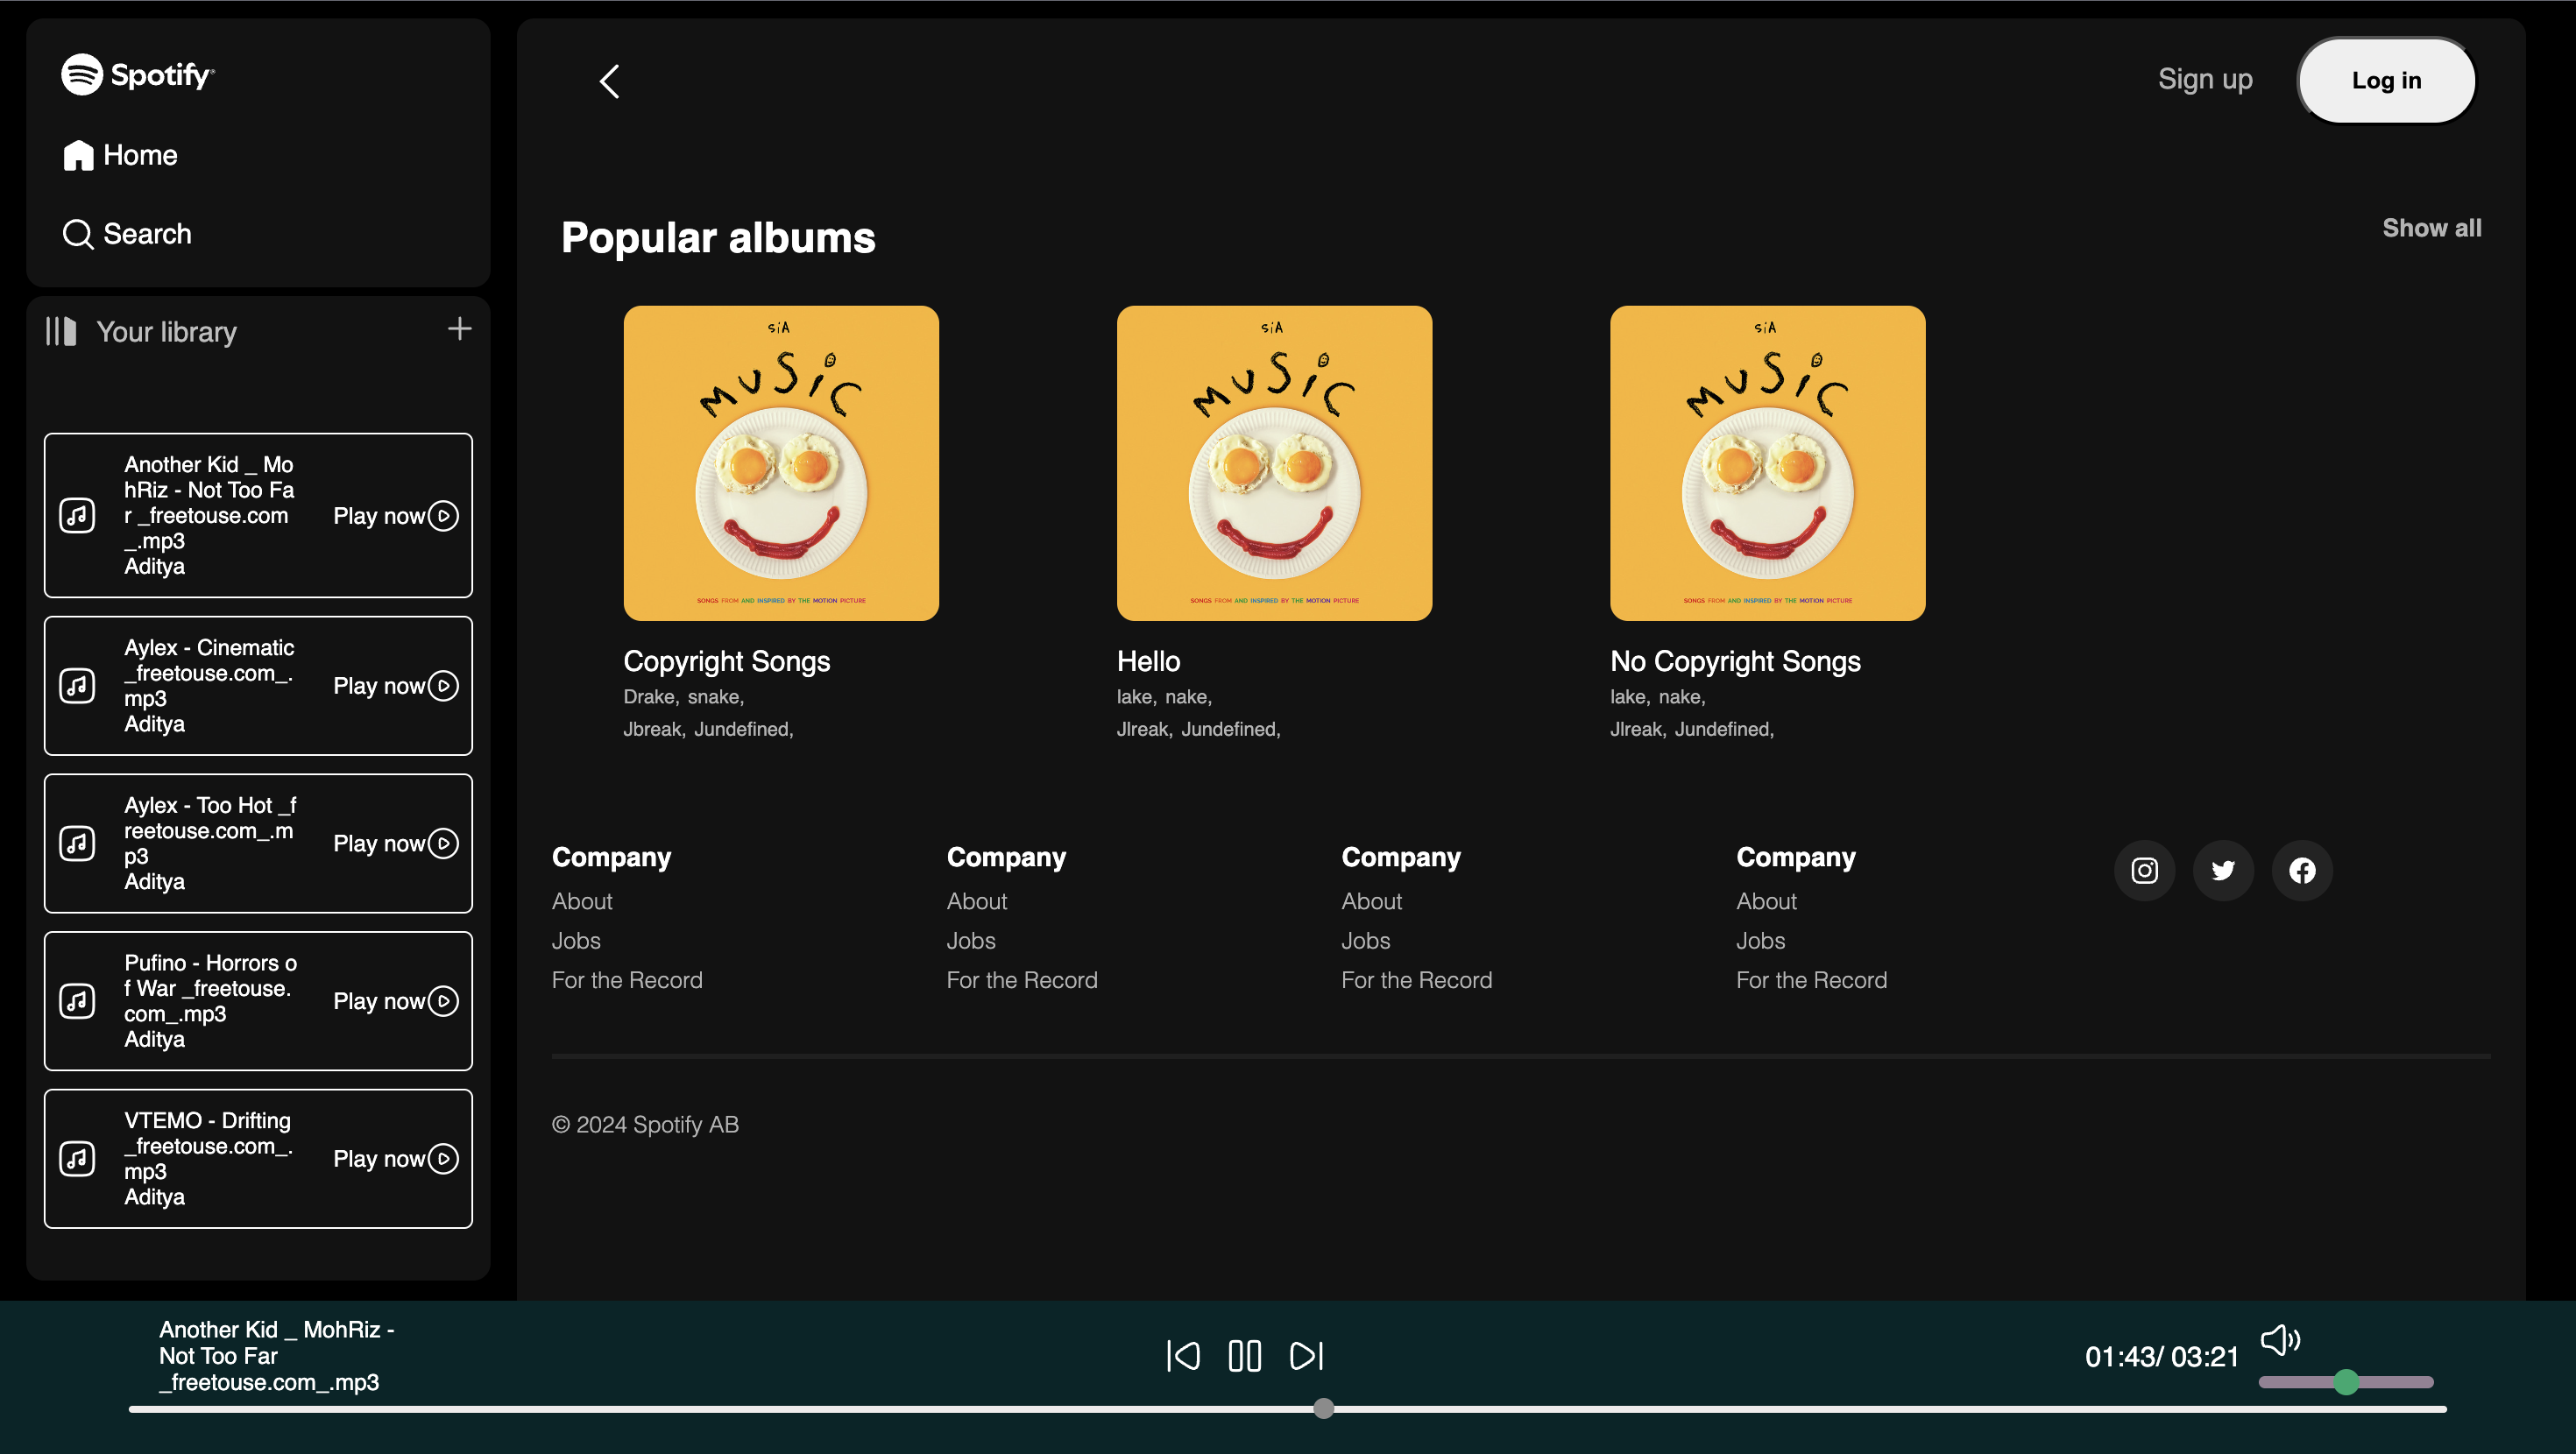 Spotify®
Home
Search
Your library
Another Kid _ Mo
hRiz - Not Too Fa
r _freetouse.com
_.mp3
Aditya
Play now
Aylex - Cinematic
_freetouse.com_.
mp3
Aditya
Play now
Aylex - Too Hot _f
reetouse.com_.m
p3
Aditya
Play now
Pufino - Horrors o
f War _freetouse.
com_.mp3
Aditya
Play now
VTEMO - Drifting
_freetouse.com_.
mp3
Aditya
Play now
Sign up
Log in
Popular albums
Show all
SiA
MUSiC
SONGS FROM AND INSPIRED BY THE MOTION PICTURE
Copyright Songs
Drake, snake,
Jbreak, Jundefined,
SiA
MUSiC
SONGS FROM AND INSPIRED BY THE MOTION PICTURE
Hello
lake, nake,
Jlreak, Jundefined,
SiA
MUSiC
SONGS FROM AND INSPIRED BY THE MOTION PICTURE
No Copyright Songs
lake, nake,
Jlreak, Jundefined,
Company
About
Jobs
For the Record
Company
About
Jobs
For the Record
Company
About
Jobs
For the Record
Company
About
Jobs
For the Record
© 2024 Spotify AB
Another Kid _ MohRiz -
Not Too Far
_freetouse.com_.mp3
01:43/ 03:21